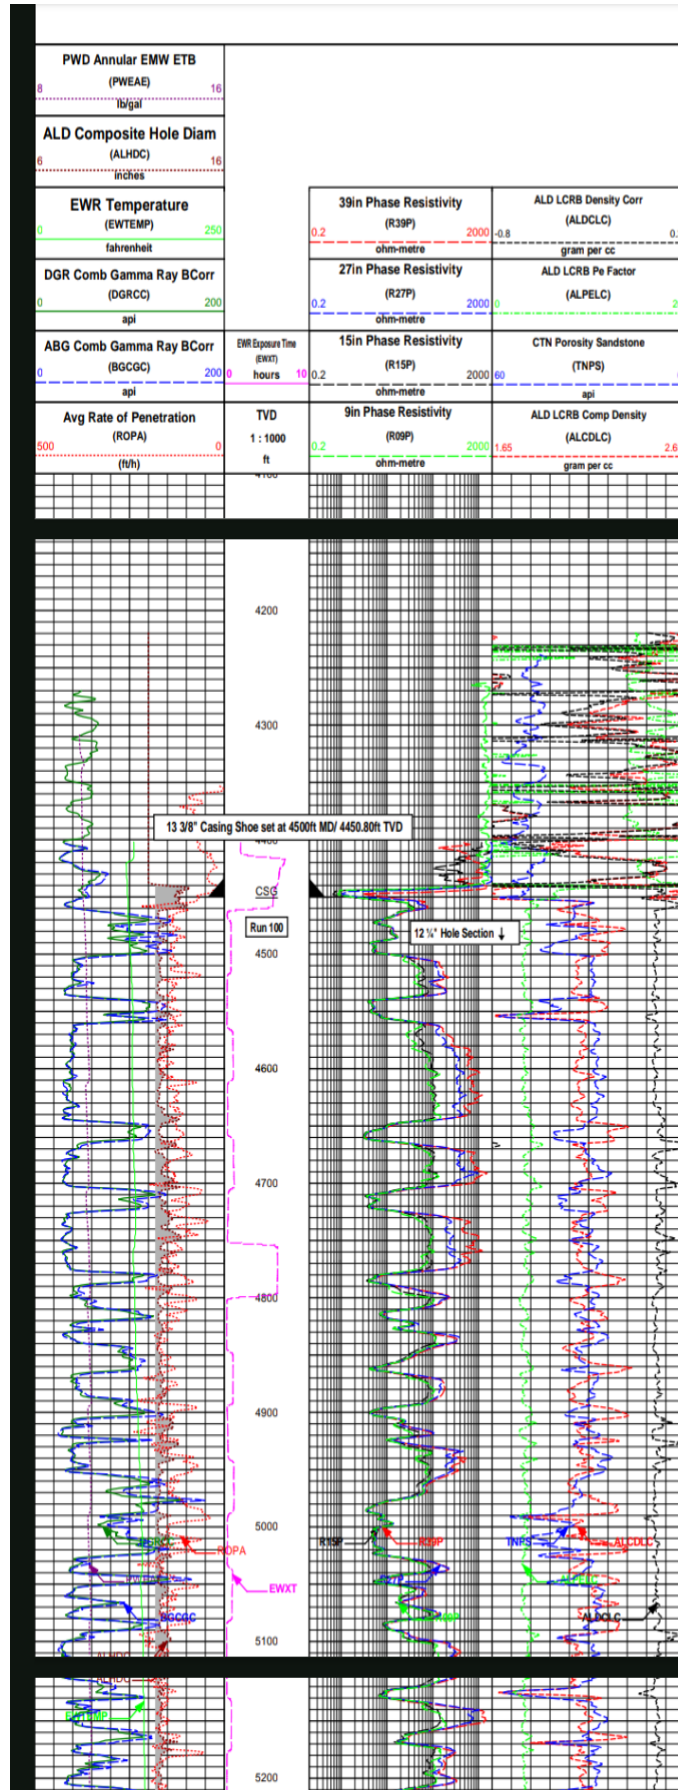 PWD Annular EMW ETB
(PWEAE)
8 16
lb/gal
ALD Composite Hole Diam
(ALHDC)
6 16
inches
EWR Temperature
(EWTEMP)
0 250
fahrenheit
39in Phase Resistivity
(R39P)
0.2 2000
ohm-metre
ALD LCRB Density Corr
(ALDCLC)
-0.8
gram per cc
DGR Comb Gamma Ray BCorr
(DGRCC)
0 200
api
27in Phase Resistivity
(R27P)
0.2 2000
ohm-metre
ALD LCRB Pe Factor
(ALPELC)
0
ABG Comb Gamma Ray BCorr
(BGCGC)
0 200
api
EWR Exposure Time
(EWXT)
0 hours 10
15in Phase Resistivity
(R15P)
0.2 2000
ohm-metre
CTN Porosity Sandstone
(TNPS)
60
api
Avg Rate of Penetration
(ROPA)
500 0
(ft/h)
TVD
1 : 1000
ft
9in Phase Resistivity
(R09P)
0.2 2000
ohm-metre
ALD LCRB Comp Density
(ALCDLC)
1.65
gram per cc
4200
4300
13 3/8" Casing Shoe set at 4500ft MD/ 4450.80ft TVD
CSG
Run 100
12 ¼" Hole Section ↓
4500
4600
4700
4800
4900
5000
R15P
R39P
TNPS
ALCDLC
ROPA
EWXT
BGCGC
ALDCLC
5100
ALHDC
EWTEMP
5200